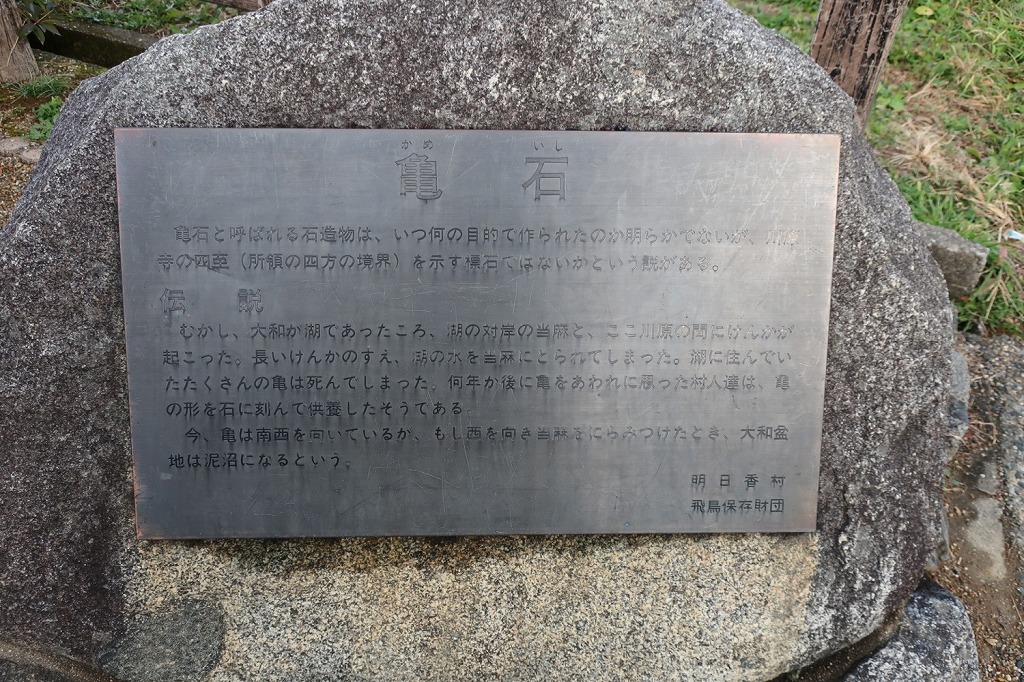 かめ いし
亀石
亀石と呼ばれる石造物は、いつ何の目的で作られたのか明らかでないが、川原
寺の四至（所領の四方の境界）を示す標石ではないかという説がある。
伝説
むかし、大和が湖であったころ、湖の対岸の当麻と、ここ川原の間にけんかが
起こった。長いけんかのすえ、湖の水を当麻にとられてしまった。湖に住んでい
たたくさんの亀は死んでしまった。何年か後に亀をあわれに思った村人達は、亀
の形を石に刻んで供養したそうである。
今、亀は南西を向いているが、もし西を向き当麻をにらみつけたとき、大和盆
地は泥沼になるという。
明日香村
飛鳥保存財団